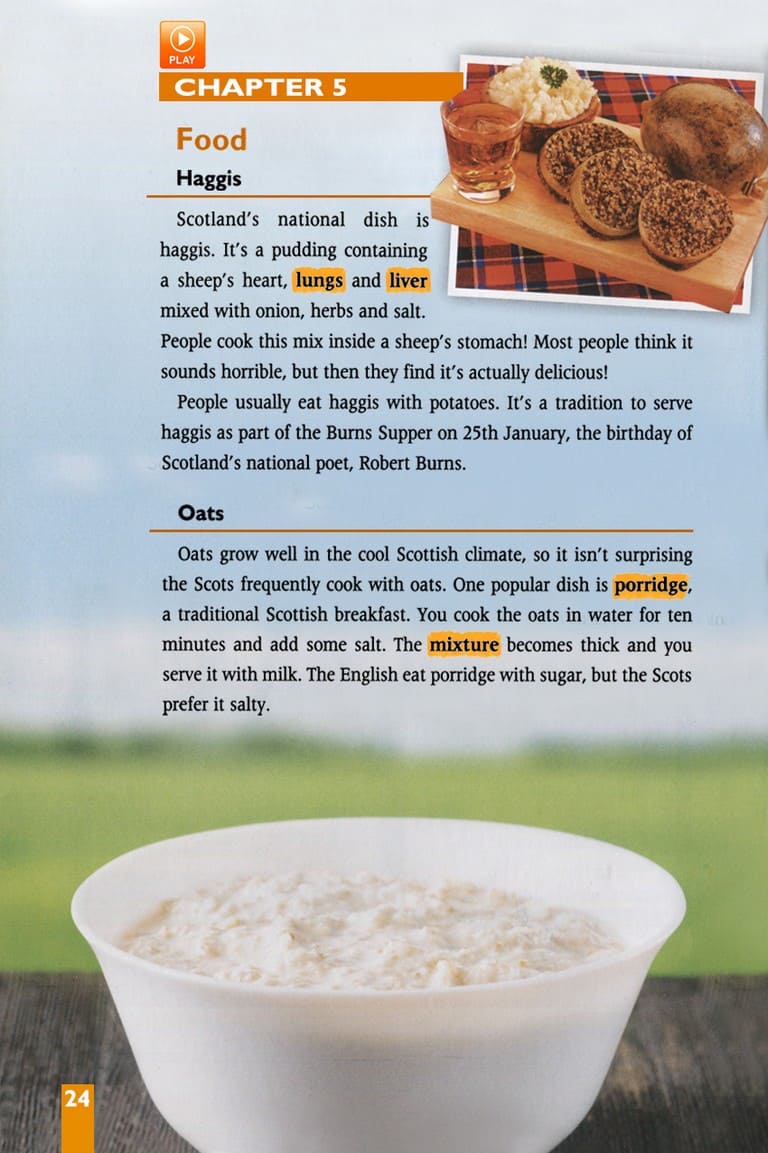 PLAY
CHAPTER 5
Food
Haggis
Scotland's national dish is
haggis. It's a pudding containing
a sheep's heart, lungs and liver
mixed with onion, herbs and salt.
People cook this mix inside a sheep's stomach! Most people think it
sounds horrible, but then they find it's actually delicious!
People usually eat haggis with potatoes. It's a tradition to serve
haggis as part of the Burns Supper on 25th January, the birthday of
Scotland's national poet, Robert Burns.
Oats
Oats grow well in the cool Scottish climate, so it isn't surprising
the Scots frequently cook with oats. One popular dish is porridge,
a traditional Scottish breakfast. You cook the oats in water for ten
minutes and add some salt. The mixture becomes thick and you
serve it with milk. The English eat porridge with sugar, but the Scots
prefer it salty.
24